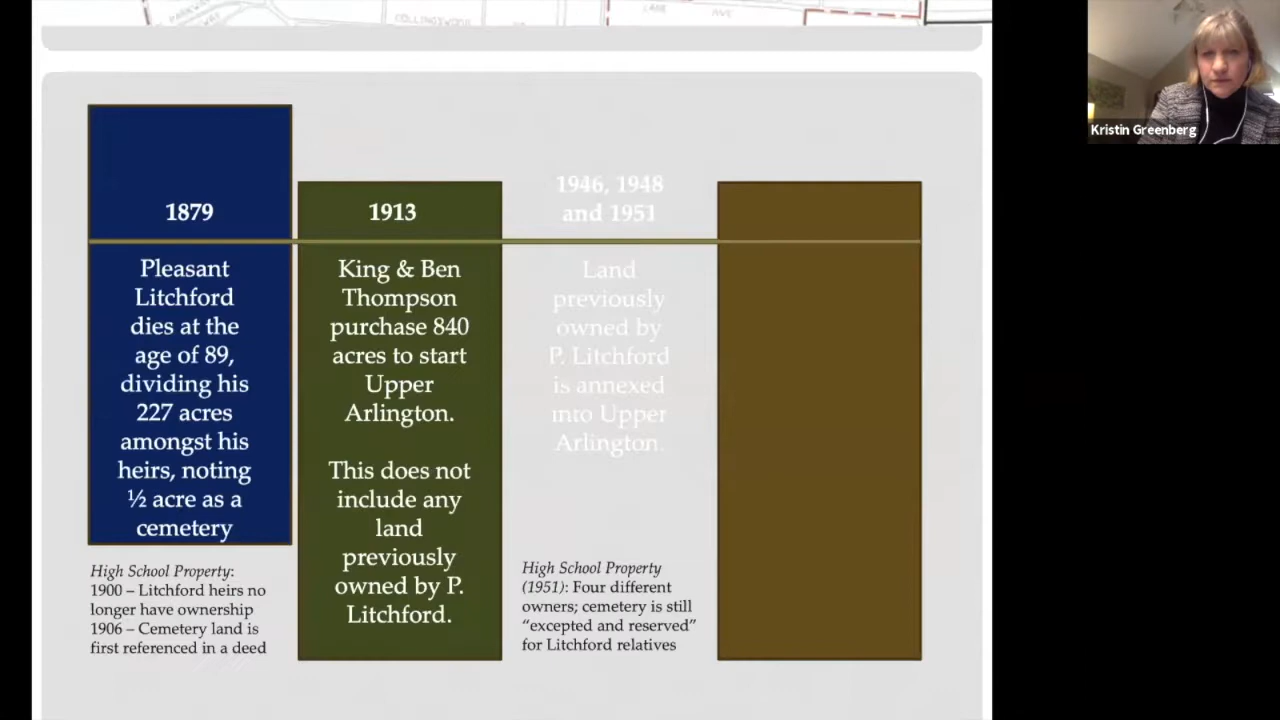 PARKWAY
COLLINGSWOOD
LANE AVE
Kristin Greenberg
1879
Pleasant
Litchford
dies at the
age of 89,
dividing his
227 acres
amongst his
heirs, noting
½ acre as a
cemetery
High School Property:
1900 – Litchford heirs no
longer have ownership
1906 – Cemetery land is
first referenced in a deed
1913
King & Ben
Thompson
purchase 840
acres to start
Upper
Arlington.
This does not
include any
land
previously
owned by P.
Litchford.
1946, 1948
and 1951
Land
previously
owned by
P. Litchford
is annexed
into Upper
Arlington.
High School Property
(1951): Four different
owners; cemetery is still
“excepted and reserved”
for Litchford relatives